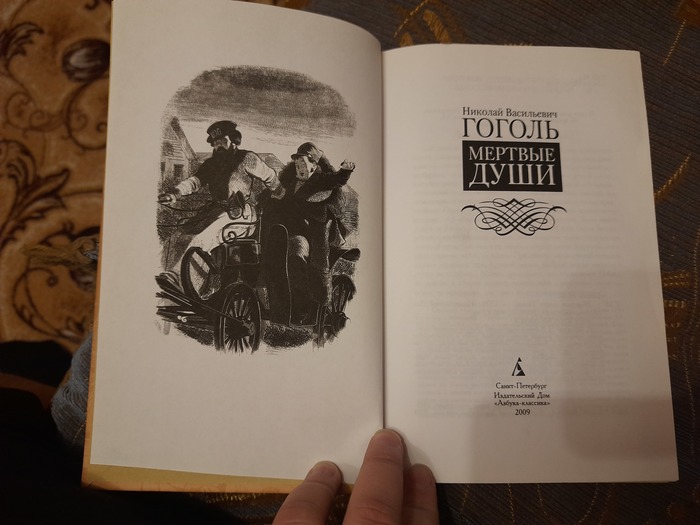 Николай Васильевич
ГОГОЛЬ
МЕРТВЫЕ
ДУШИ
Санкт-Петербург
Издательский Дом
«Азбука-классика»
2009